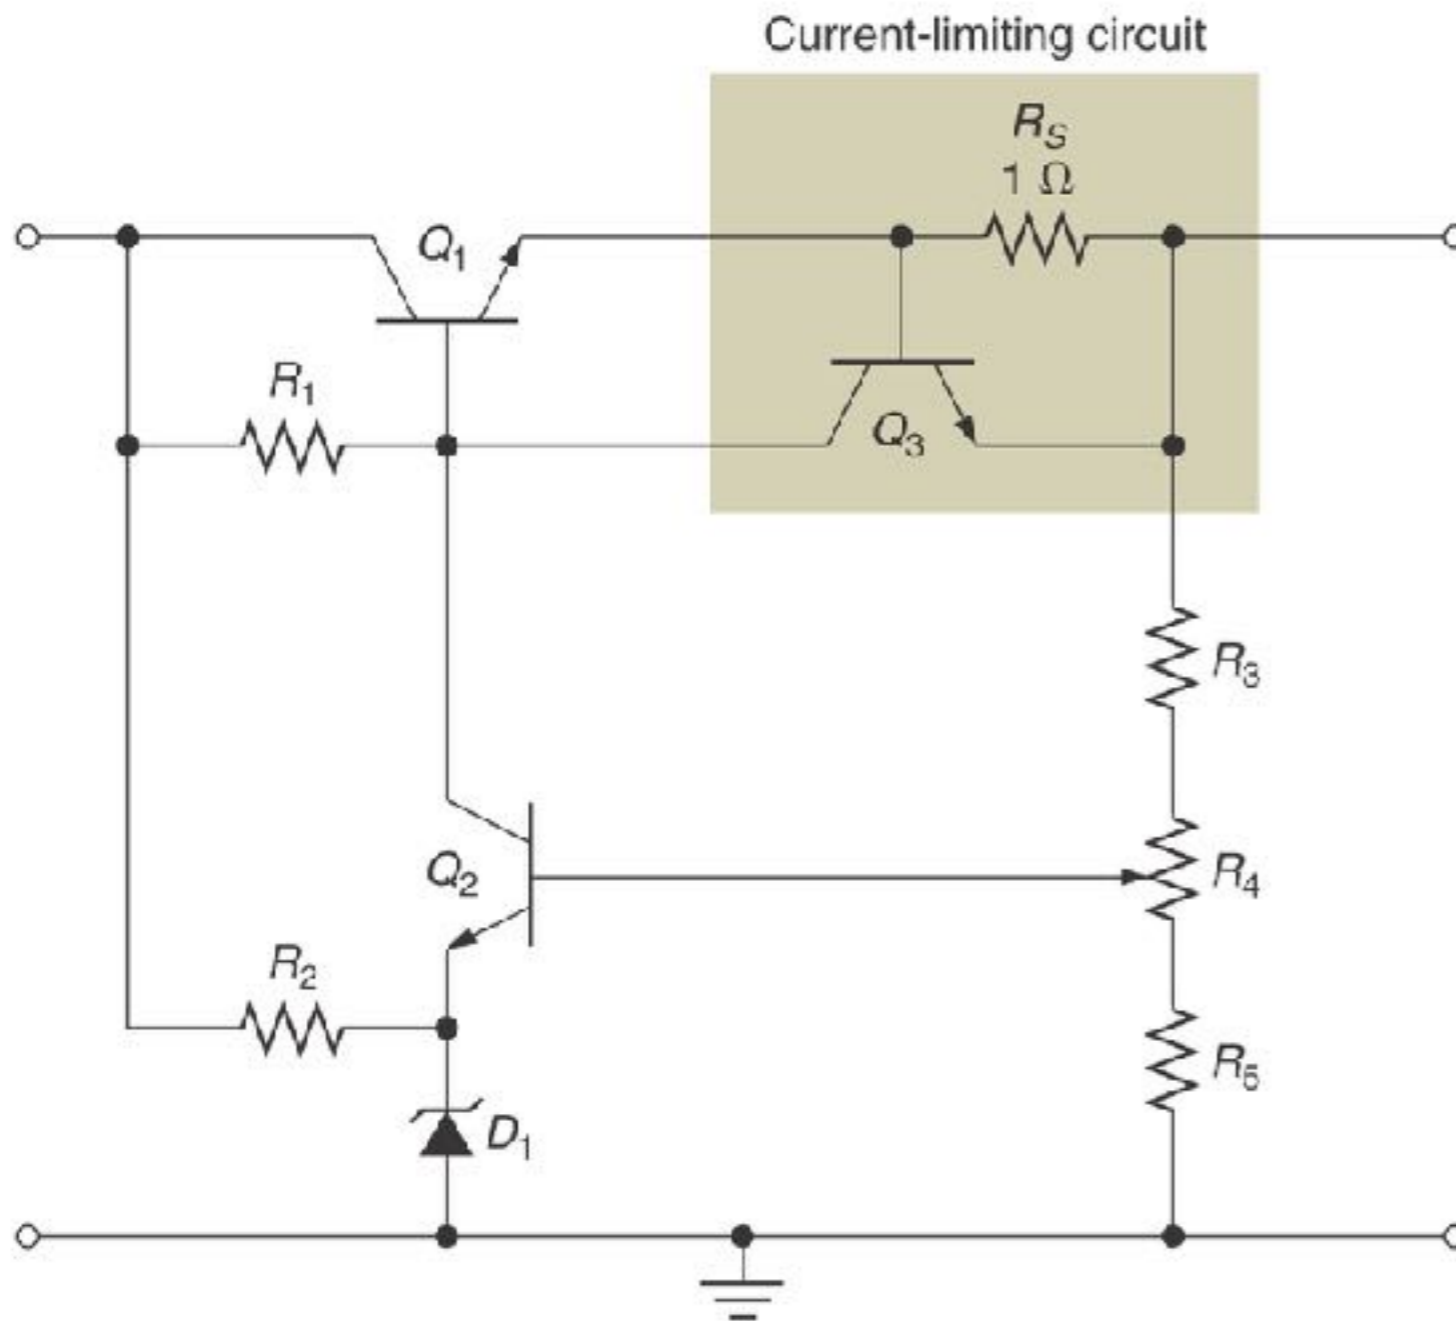 Current-limiting circuit
R_S
1 Ω
Q₁
R₁
Q₃
R₃
Q₂
R₄
R₂
R₅
D₁